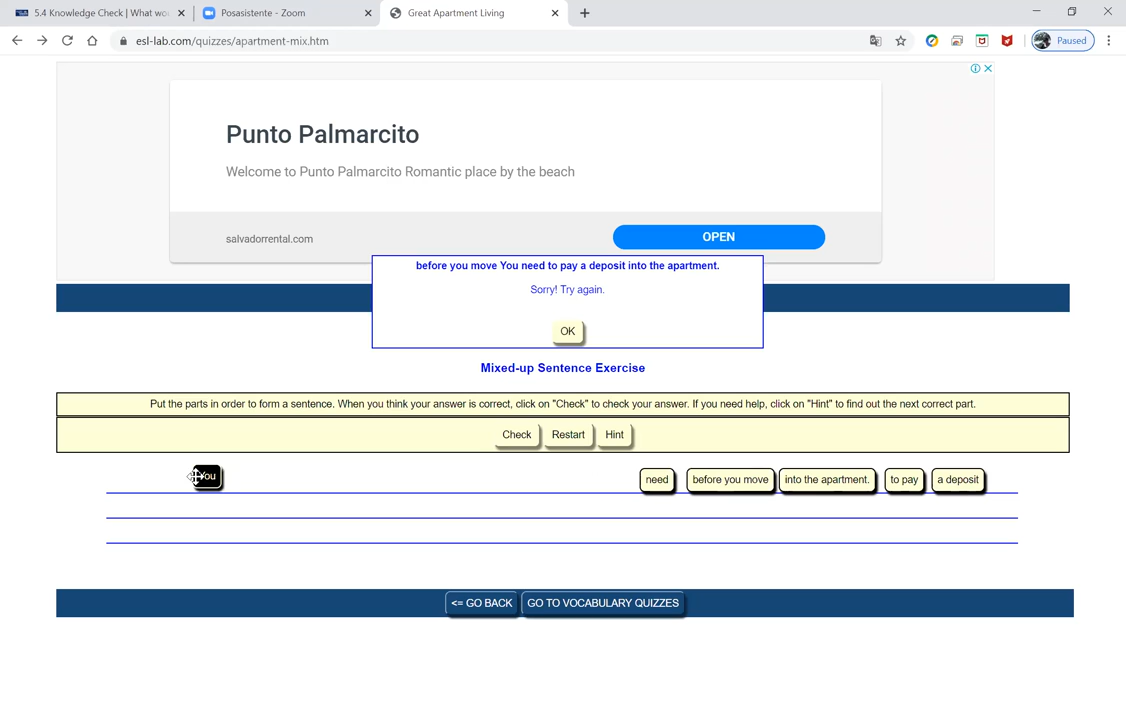 5.4 Knowledge Check | What wo
Posasistente - Zoom
Great Apartment Living
esl-lab.com/quizzes/apartment-mix.htm
Paused
Punto Palmarcito
Welcome to Punto Palmarcito Romantic place by the beach
salvadorrental.com
OPEN
before you move You need to pay a deposit into the apartment.
Sorry! Try again.
OK
Mixed-up Sentence Exercise
Put the parts in order to form a sentence. When you think your answer is correct, click on "Check" to check your answer. If you need help, click on "Hint" to find out the next correct part.
Check Restart Hint
You need before you move into the apartment. to pay a deposit
<= GO BACK GO TO VOCABULARY QUIZZES